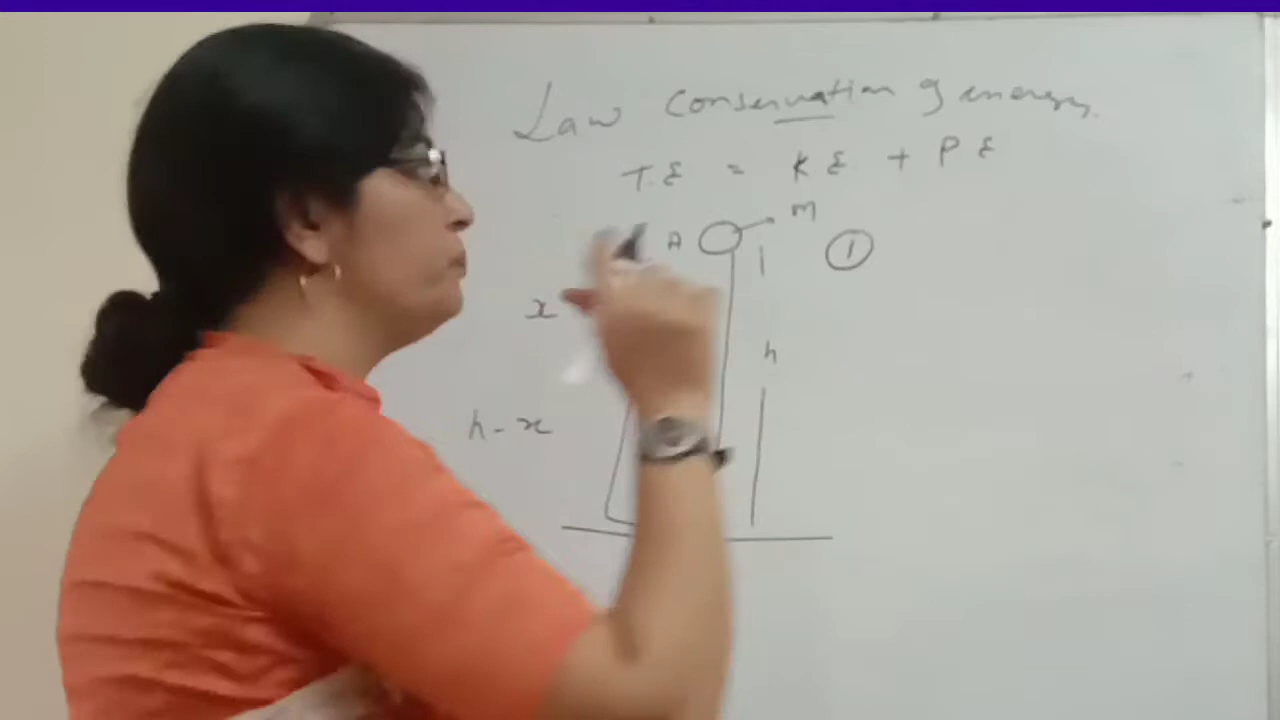 Law Conservation of energy
T.E = KE + PE
A M
1
x
h
h - x